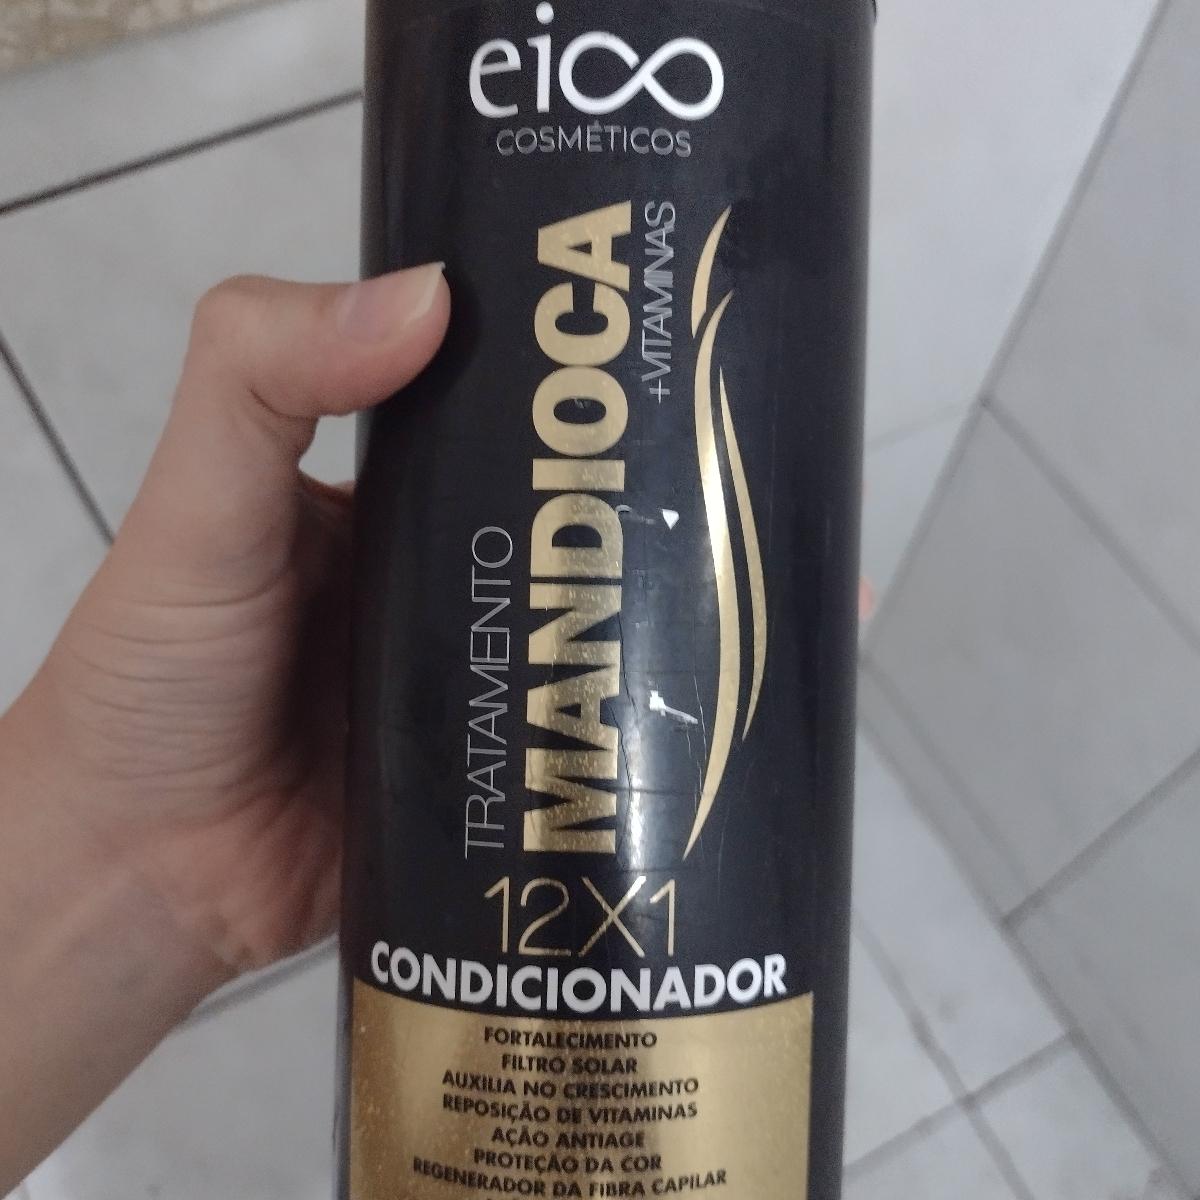 ei∞
COSMÉTICOS
TRATAMENTO
MANDIOCA
+VITAMINAS
12X1
CONDICIONADOR
FORTALECIMENTO
FILTRO SOLAR
AUXILIA NO CRESCIMENTO
REPOSIÇÃO DE VITAMINAS
AÇÃO ANTIAGE
PROTEÇÃO DA COR
REGENERADOR DA FIBRA CAPILAR